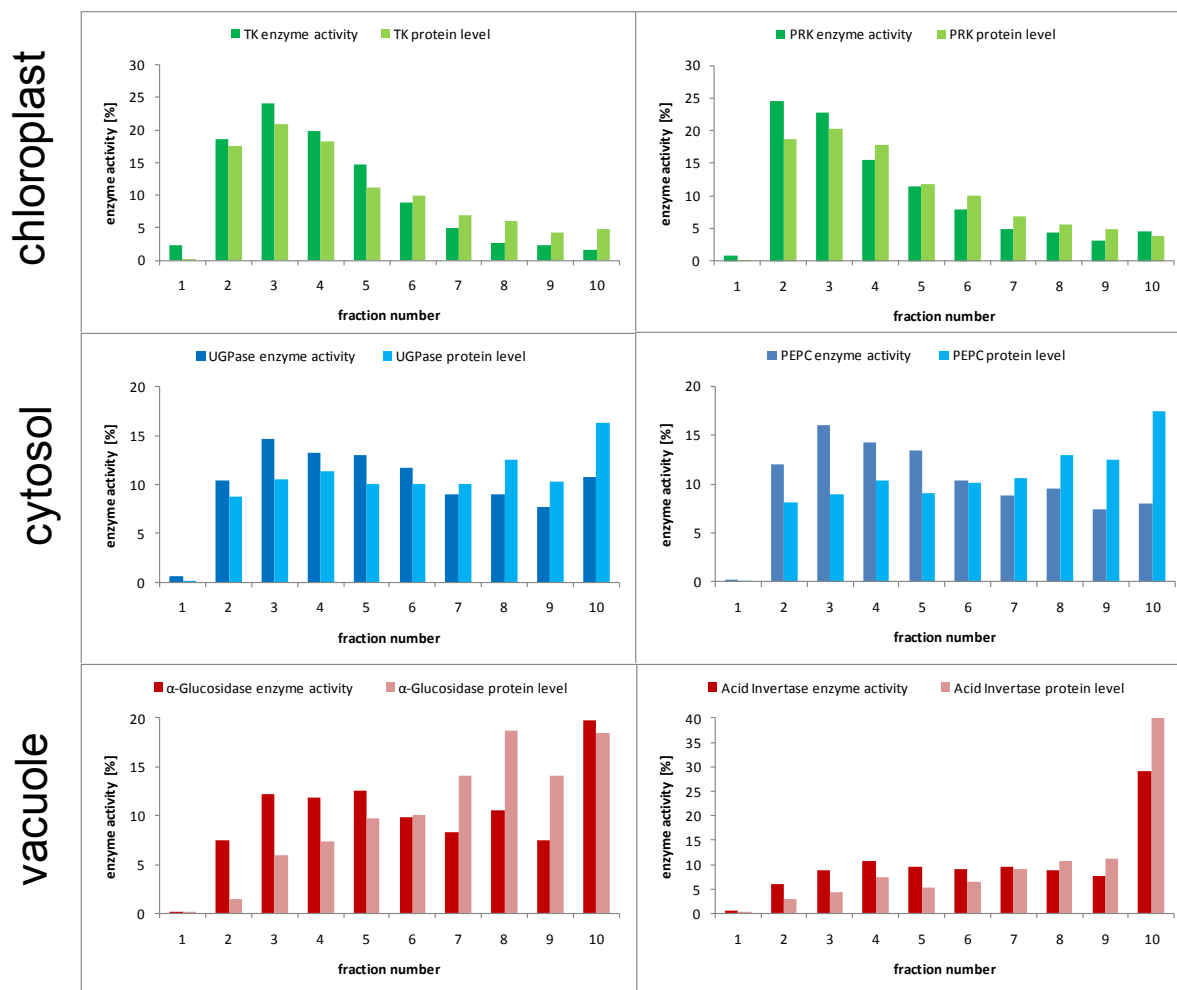 chloroplast
TK enzyme activity TK protein level
enzyme activity [%]
30
25
20
15
10
5
0
1 2 3 4 5 6 7 8 9 10
fraction number
PRK enzyme activity PRK protein level
enzyme activity [%]
30
25
20
15
10
5
0
1 2 3 4 5 6 7 8 9 10
fraction number
cytosol
UGPase enzyme activity UGPase protein level
enzyme activity [%]
20
15
10
5
0
1 2 3 4 5 6 7 8 9 10
fraction number
PEPC enzyme activity PEPC protein level
enzyme activity [%]
20
15
10
5
0
1 2 3 4 5 6 7 8 9 10
fraction number
vacuole
α-Glucosidase enzyme activity α-Glucosidase protein level
enzyme activity [%]
20
15
10
5
0
1 2 3 4 5 6 7 8 9 10
fraction number
Acid Invertase enzyme activity Acid Invertase protein level
enzyme activity [%]
40
35
30
25
20
15
10
5
0
1 2 3 4 5 6 7 8 9 10
fraction number